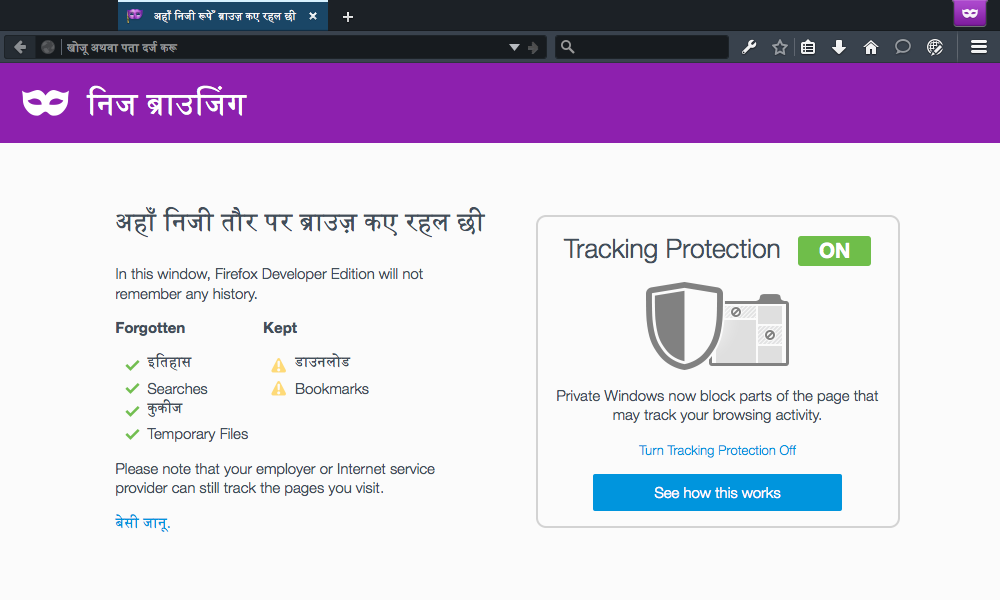 अहाँ निजी रूपेँ ब्राउज़ कए रहल छी
खोजू अथवा पता दर्ज करू
निज ब्राउजिंग
अहाँ निजी तौर पर ब्राउज़ कए रहल छी
In this window, Firefox Developer Edition will not
remember any history.
Forgotten
Kept
इतिहास
डाउनलोड
Searches
Bookmarks
कुकीज
Temporary Files
Please note that your employer or Internet service
provider can still track the pages you visit.
बेसी जानू.
Tracking Protection
ON
Private Windows now block parts of the page that
may track your browsing activity.
Turn Tracking Protection Off
See how this works